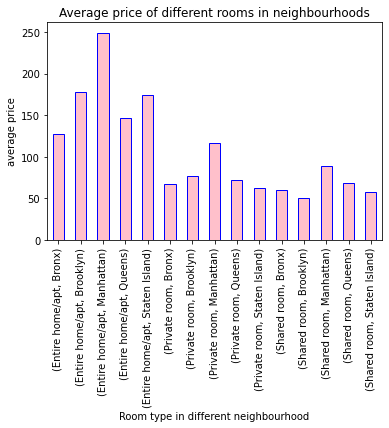 Average price of different rooms in neighbourhoods
average price
250
200
150
100
50
0
(Entire home/apt, Bronx)
(Entire home/apt, Brooklyn)
(Entire home/apt, Manhattan)
(Entire home/apt, Queens)
(Entire home/apt, Staten Island)
(Private room, Bronx)
(Private room, Brooklyn)
(Private room, Manhattan)
(Private room, Queens)
(Private room, Staten Island)
(Shared room, Bronx)
(Shared room, Brooklyn)
(Shared room, Manhattan)
(Shared room, Queens)
(Shared room, Staten Island)
Room type in different neighbourhood